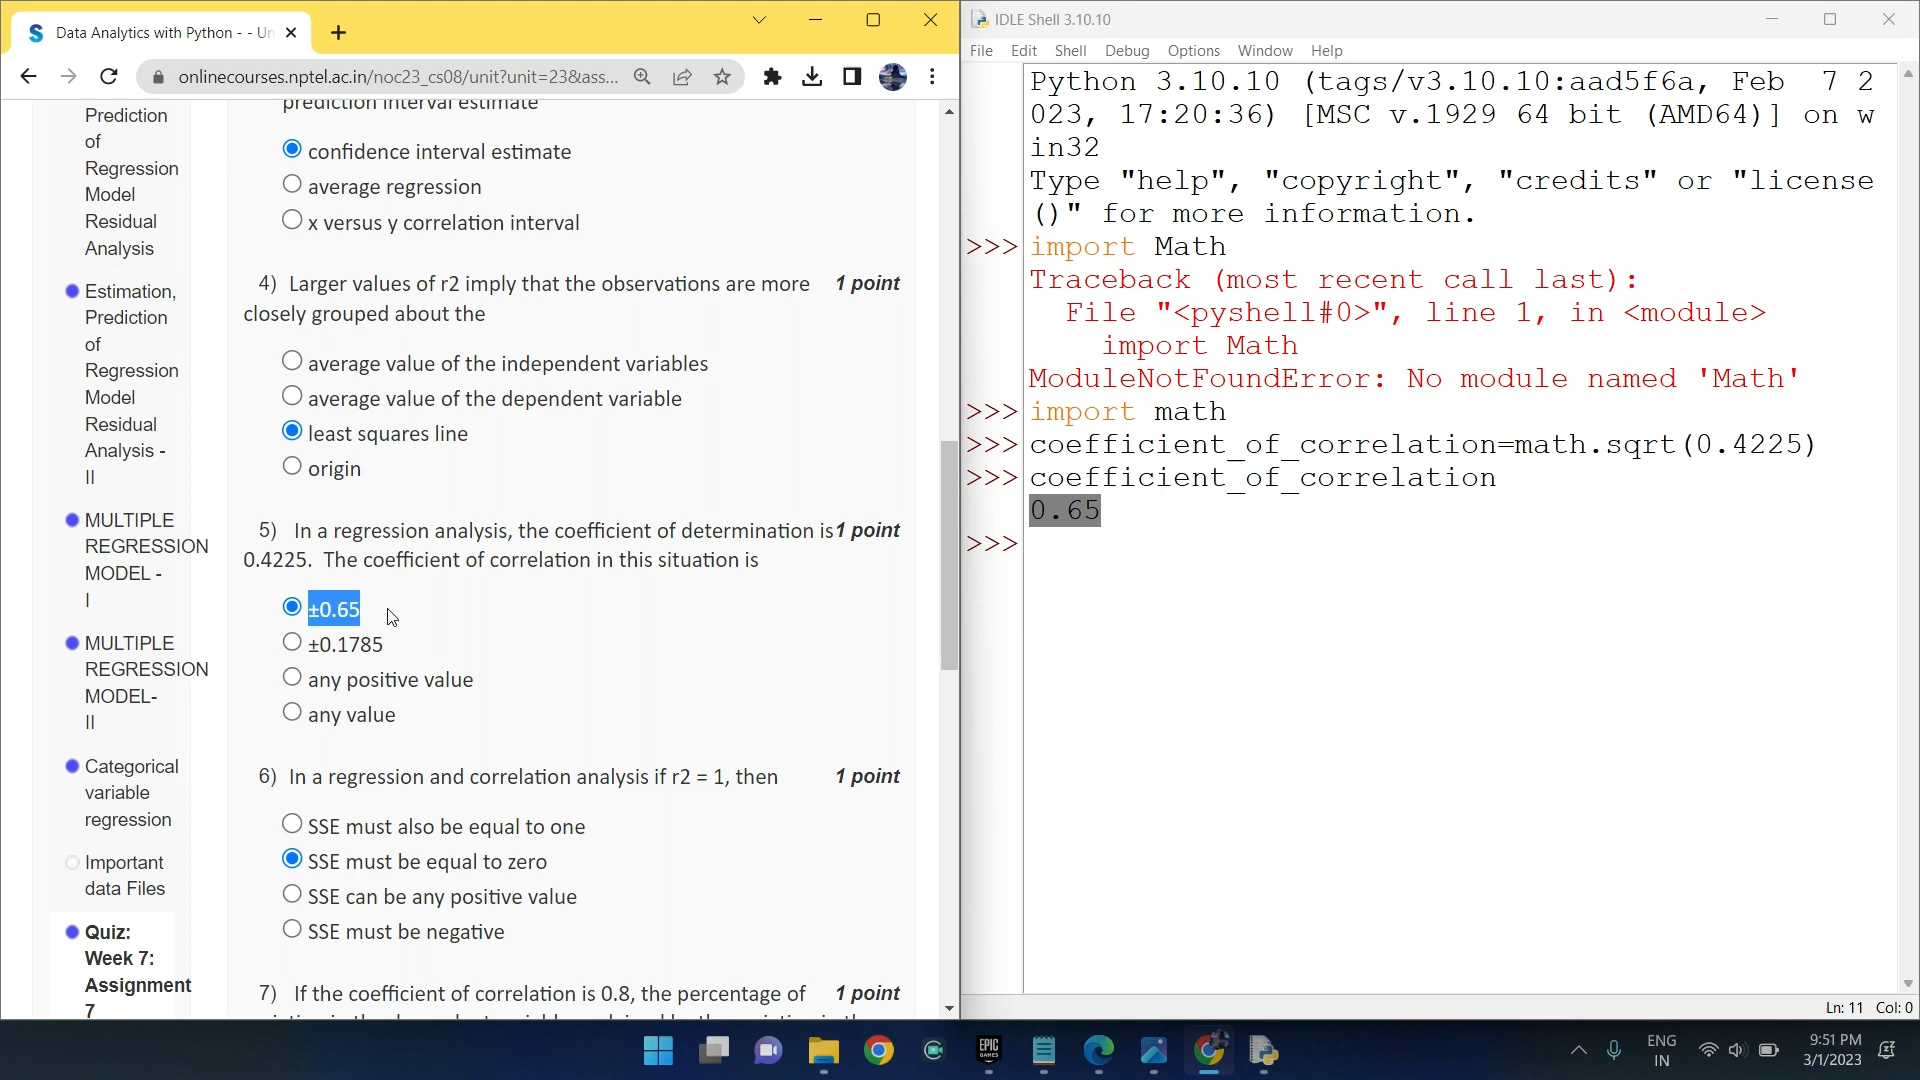 Data Analytics with Python - - Un
onlinecourses.nptel.ac.in/noc23_cs08/unit?unit=23&ass...
Prediction
of
Regression
Model
Residual
Analysis
Estimation,
Prediction
of
Regression
Model
Residual
Analysis -
II
MULTIPLE
REGRESSION
MODEL -
I
MULTIPLE
REGRESSION
MODEL-
II
Categorical
variable
regression
Important
data Files
Quiz:
Week 7:
Assignment
7
prediction interval estimate
confidence interval estimate
average regression
x versus y correlation interval
4) Larger values of r2 imply that the observations are more 1 point
closely grouped about the
average value of the independent variables
average value of the dependent variable
least squares line
origin
5) In a regression analysis, the coefficient of determination is 1 point
0.4225. The coefficient of correlation in this situation is
±0.65
±0.1785
any positive value
any value
6) In a regression and correlation analysis if r2 = 1, then 1 point
SSE must also be equal to one
SSE must be equal to zero
SSE can be any positive value
SSE must be negative
7) If the coefficient of correlation is 0.8, the percentage of 1 point
IDLE Shell 3.10.10
File Edit Shell Debug Options Window Help
Python 3.10.10 (tags/v3.10.10:aad5f6a, Feb 7 2
023, 17:20:36) [MSC v.1929 64 bit (AMD64)] on w
in32
Type "help", "copyright", "credits" or "license
()" for more information.
>>> import Math
Traceback (most recent call last):
File "<pyshell#0>", line 1, in <module>
import Math
ModuleNotFoundError: No module named 'Math'
>>> import math
>>> coefficient_of_correlation=math.sqrt(0.4225)
>>> coefficient_of_correlation
0.65
>>>
Ln: 11 Col: 0
EPIC
GAMES
ENG
IN
9:51 PM
3/1/2023